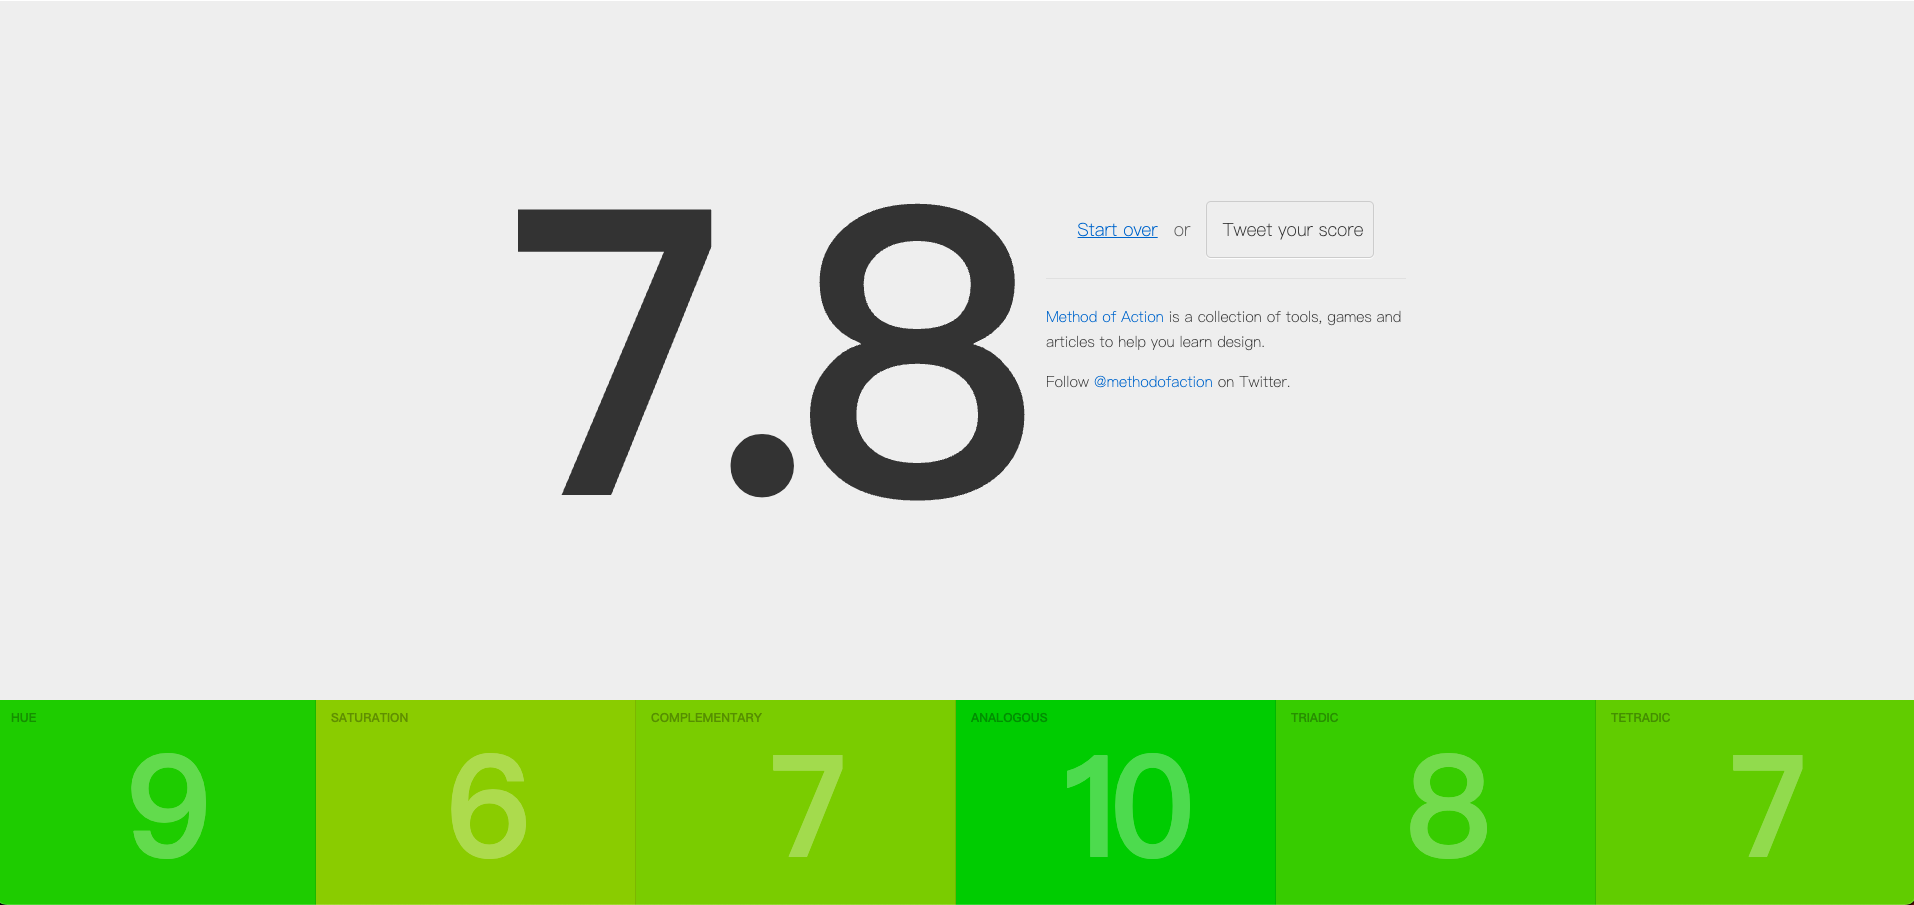 7.8
Start over or Tweet your score
Method of Action is a collection of tools, games and
articles to help you learn design.
Follow @methodofaction on Twitter.
HUE
9
SATURATION
6
COMPLEMENTARY
7
ANALOGOUS
10
TRIADIC
8
TETRADIC
7